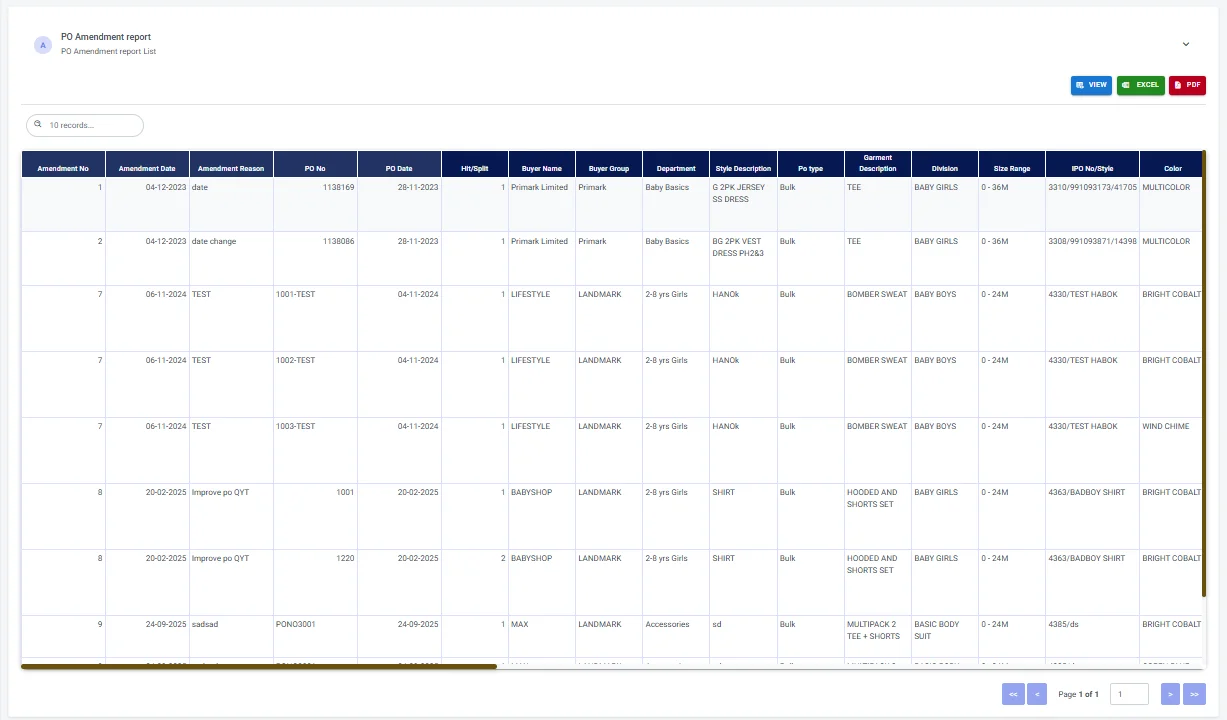 PO Amendment report
A
PO Amendment report List
VIEW EXCEL PDF
10 records...
Amendment No Amendment Date Amendment Reason PO No PO Date Hit/Split Buyer Name Buyer Group Department Style Description Po type Garment Description Division Size Range IPO No/Style Color
1 04-12-2023 date 1138169 28-11-2023 1 Primark Limited Primark Baby Basics G 2PK JERSEY Bulk TEE BABY GIRLS 0 - 36M 3310/991093173/41705 MULTICOLOR
SS DRESS
2 04-12-2023 date change 1138086 28-11-2023 1 Primark Limited Primark Baby Basics BG 2PK VEST Bulk TEE BABY GIRLS 0 - 36M 3308/991093871/14398 MULTICOLOR
DRESS PH2&3
7 06-11-2024 TEST 1001-TEST 04-11-2024 1 LIFESTYLE LANDMARK 2-8 yrs Girls HANOk Bulk BOMBER SWEAT BABY BOYS 0 - 24M 4330/TEST HABOK BRIGHT COBALT
7 06-11-2024 TEST 1002-TEST 04-11-2024 1 LIFESTYLE LANDMARK 2-8 yrs Girls HANOk Bulk BOMBER SWEAT BABY BOYS 0 - 24M 4330/TEST HABOK BRIGHT COBALT
7 06-11-2024 TEST 1003-TEST 04-11-2024 1 LIFESTYLE LANDMARK 2-8 yrs Girls HANOk Bulk BOMBER SWEAT BABY BOYS 0 - 24M 4330/TEST HABOK WIND CHIME
8 20-02-2025 Improve po QYT 1001 20-02-2025 1 BABYSHOP LANDMARK 2-8 yrs Girls SHIRT Bulk HOODED AND BABY GIRLS 0 - 24M 4363/BADBOY SHIRT BRIGHT COBALT
SHORTS SET
8 20-02-2025 Improve po QYT 1220 20-02-2025 2 BABYSHOP LANDMARK 2-8 yrs Girls SHIRT Bulk HOODED AND BABY GIRLS 0 - 24M 4363/BADBOY SHIRT BRIGHT COBALT
SHORTS SET
9 24-09-2025 sadsad PONO3001 24-09-2025 1 MAX LANDMARK Accessories sd Bulk MULTIPACK 2 BASIC BODY 0 - 24M 4385/ds BRIGHT COBALT
TEE + SHORTS SUIT
<< < Page 1 of 1 1 > >>